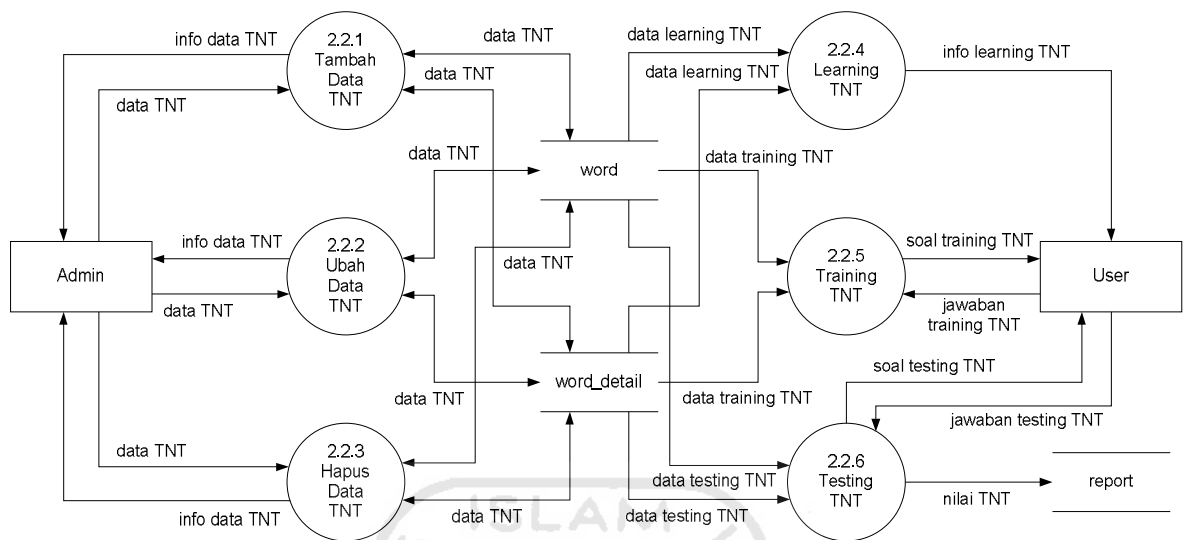 info data TNT
2.2.1
Tambah
Data
TNT
data TNT
data learning TNT
2.2.4
Learning
TNT
info learning TNT
data TNT
data TNT
data learning TNT
data TNT
word
data training TNT
info data TNT
2.2.2
Ubah
Data
TNT
data TNT
2.2.5
Training
TNT
soal training TNT
Admin
User
data TNT
jawaban
training TNT
soal testing TNT
data TNT
word_detail
data training TNT
jawaban testing TNT
data TNT
2.2.3
Hapus
Data
TNT
data testing TNT
2.2.6
Testing
TNT
report
nilai TNT
info data TNT
data TNT
data testing TNT
ISLAM